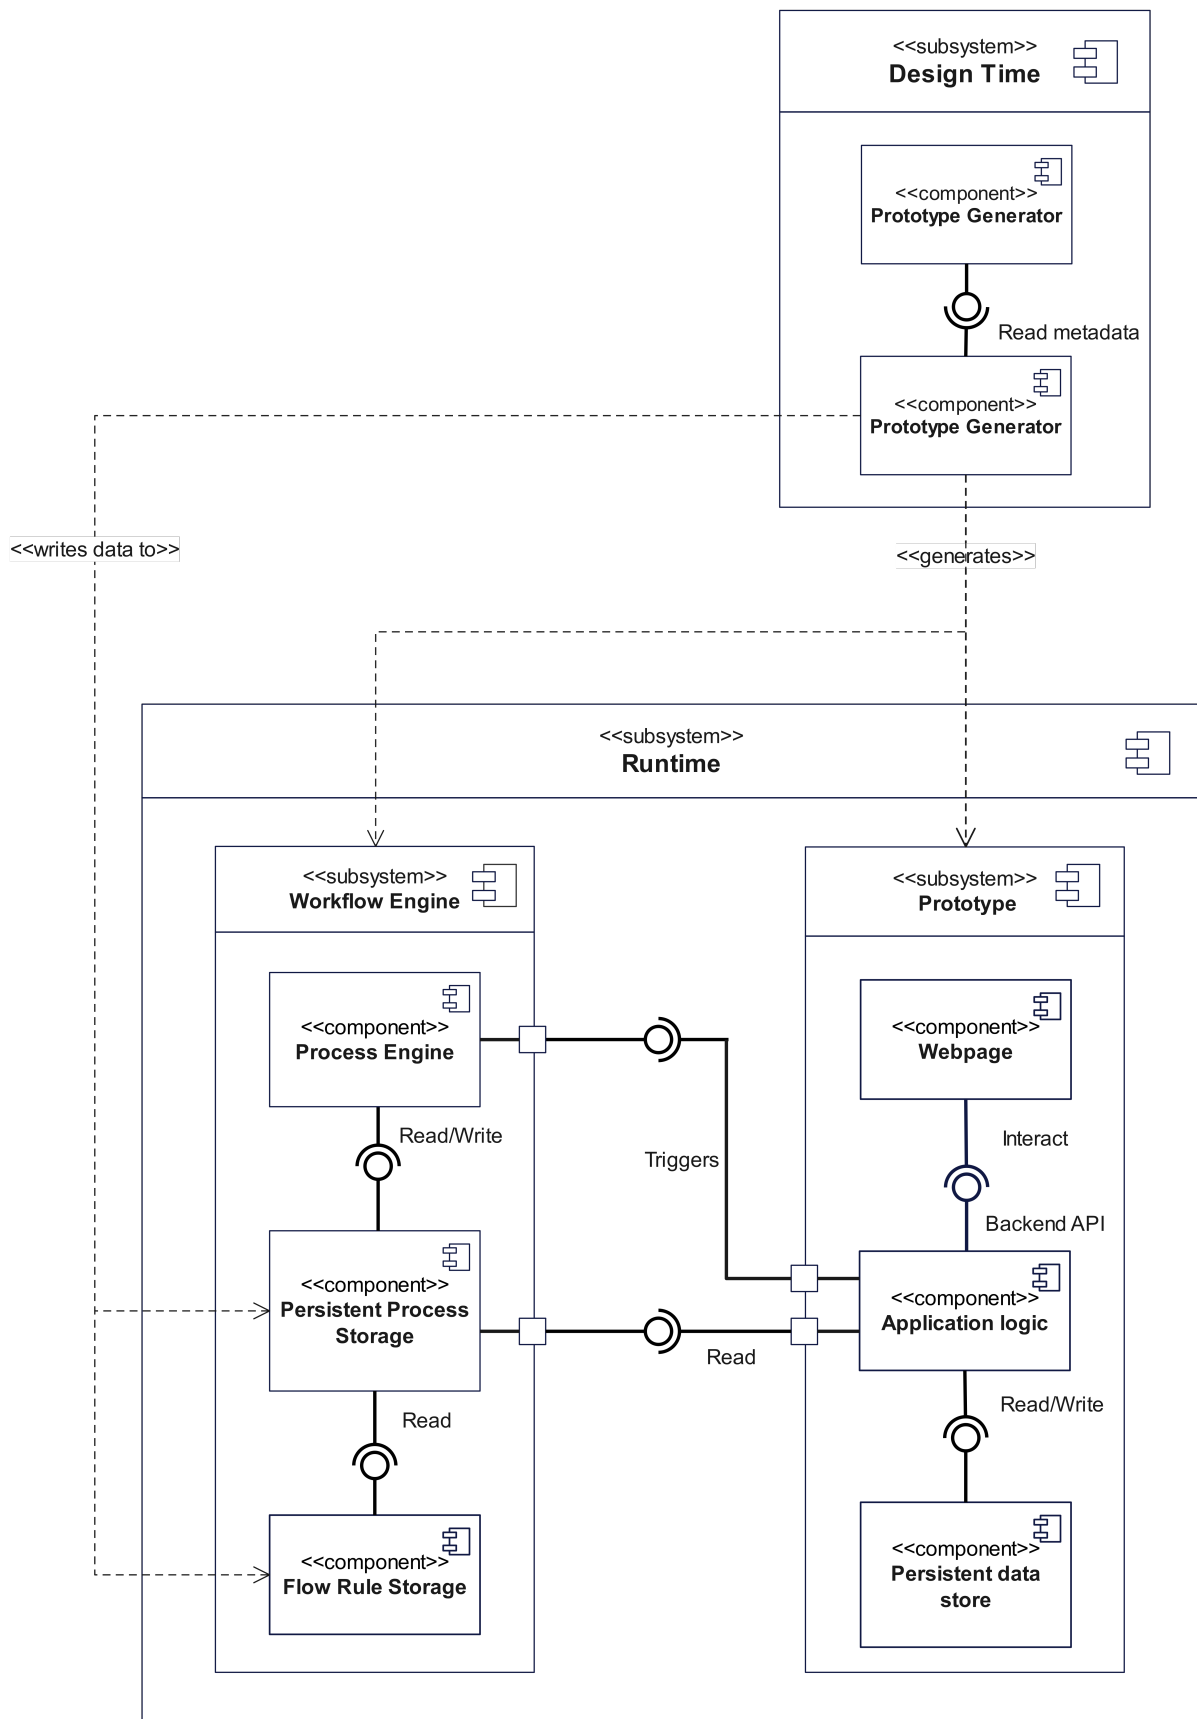 <<subsystem>>
Design Time
<<component>>
Prototype Generator
Read metadata
<<component>>
Prototype Generator
<<writes data to>>
<<generates>>
<<subsystem>>
Runtime
<<subsystem>>
Workflow Engine
<<component>>
Process Engine
Read/Write
<<component>>
Persistent Process
Storage
Read
<<component>>
Flow Rule Storage
Triggers
Read
<<subsystem>>
Prototype
<<component>>
Webpage
Interact
Backend API
<<component>>
Application logic
Read/Write
<<component>>
Persistent data
store